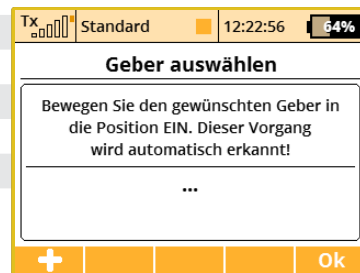 Tx Standard 12:22:56 64%
Geber auswählen
Bewegen Sie den gewünschten Geber in
die Position EIN. Dieser Vorgang
wird automatisch erkannt!
...
Ok